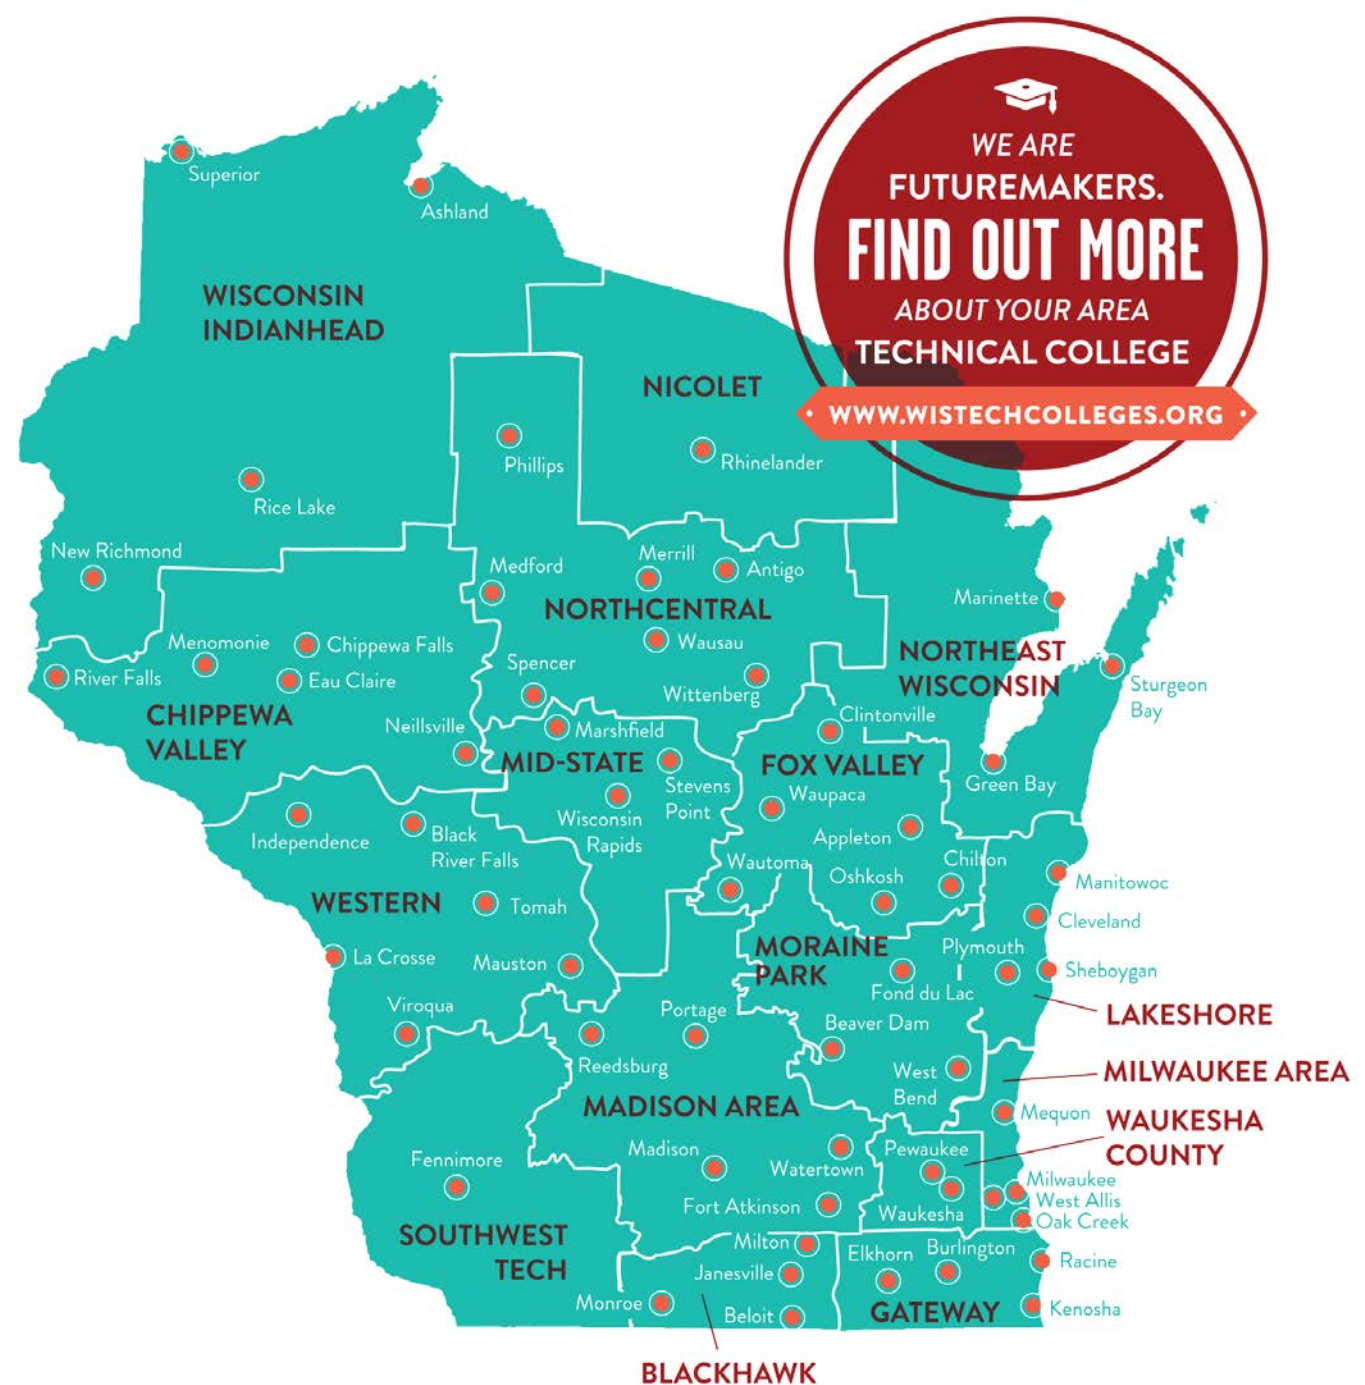 WE ARE
FUTUREMAKERS.
FIND OUT MORE
ABOUT YOUR AREA
TECHNICAL COLLEGE
WWW.WISTECHCOLLEGES.ORG
Superior
Ashland
WISCONSIN
INDIANHEAD
NICOLET
Phillips
Rhinelander
Rice Lake
New Richmond
Medford
Merrill
Antigo
Marinette
NORTHCENTRAL
Menomonie
Chippewa Falls
Wausau
NORTHEAST
WISCONSIN
River Falls
Eau Claire
Spencer
Wittenberg
Sturgeon
Bay
CHIPPEWA
VALLEY
Neillsville
Marshfield
Clintonville
MID-STATE
Stevens
Point
FOX VALLEY
Green Bay
Waupaca
Wisconsin
Rapids
Independence
Black
River Falls
Appleton
Wautoma
Oshkosh
Chilton
Manitowoc
WESTERN
Tomah
Cleveland
La Crosse
Mauston
MORAINE
PARK
Plymouth
Sheboygan
Fond du Lac
Viroqua
Portage
LAKESHORE
Beaver Dam
Reedsburg
West
Bend
MILWAUKEE AREA
MADISON AREA
Mequon
WAUKESHA
COUNTY
Fennimore
Madison
Watertown
Pewaukee
Milwaukee
West Allis
Fort Atkinson
Waukesha
Oak Creek
SOUTHWEST
TECH
Milton
Elkhorn
Burlington
Racine
Janesville
Monroe
Beloit
GATEWAY
Kenosha
BLACKHAWK